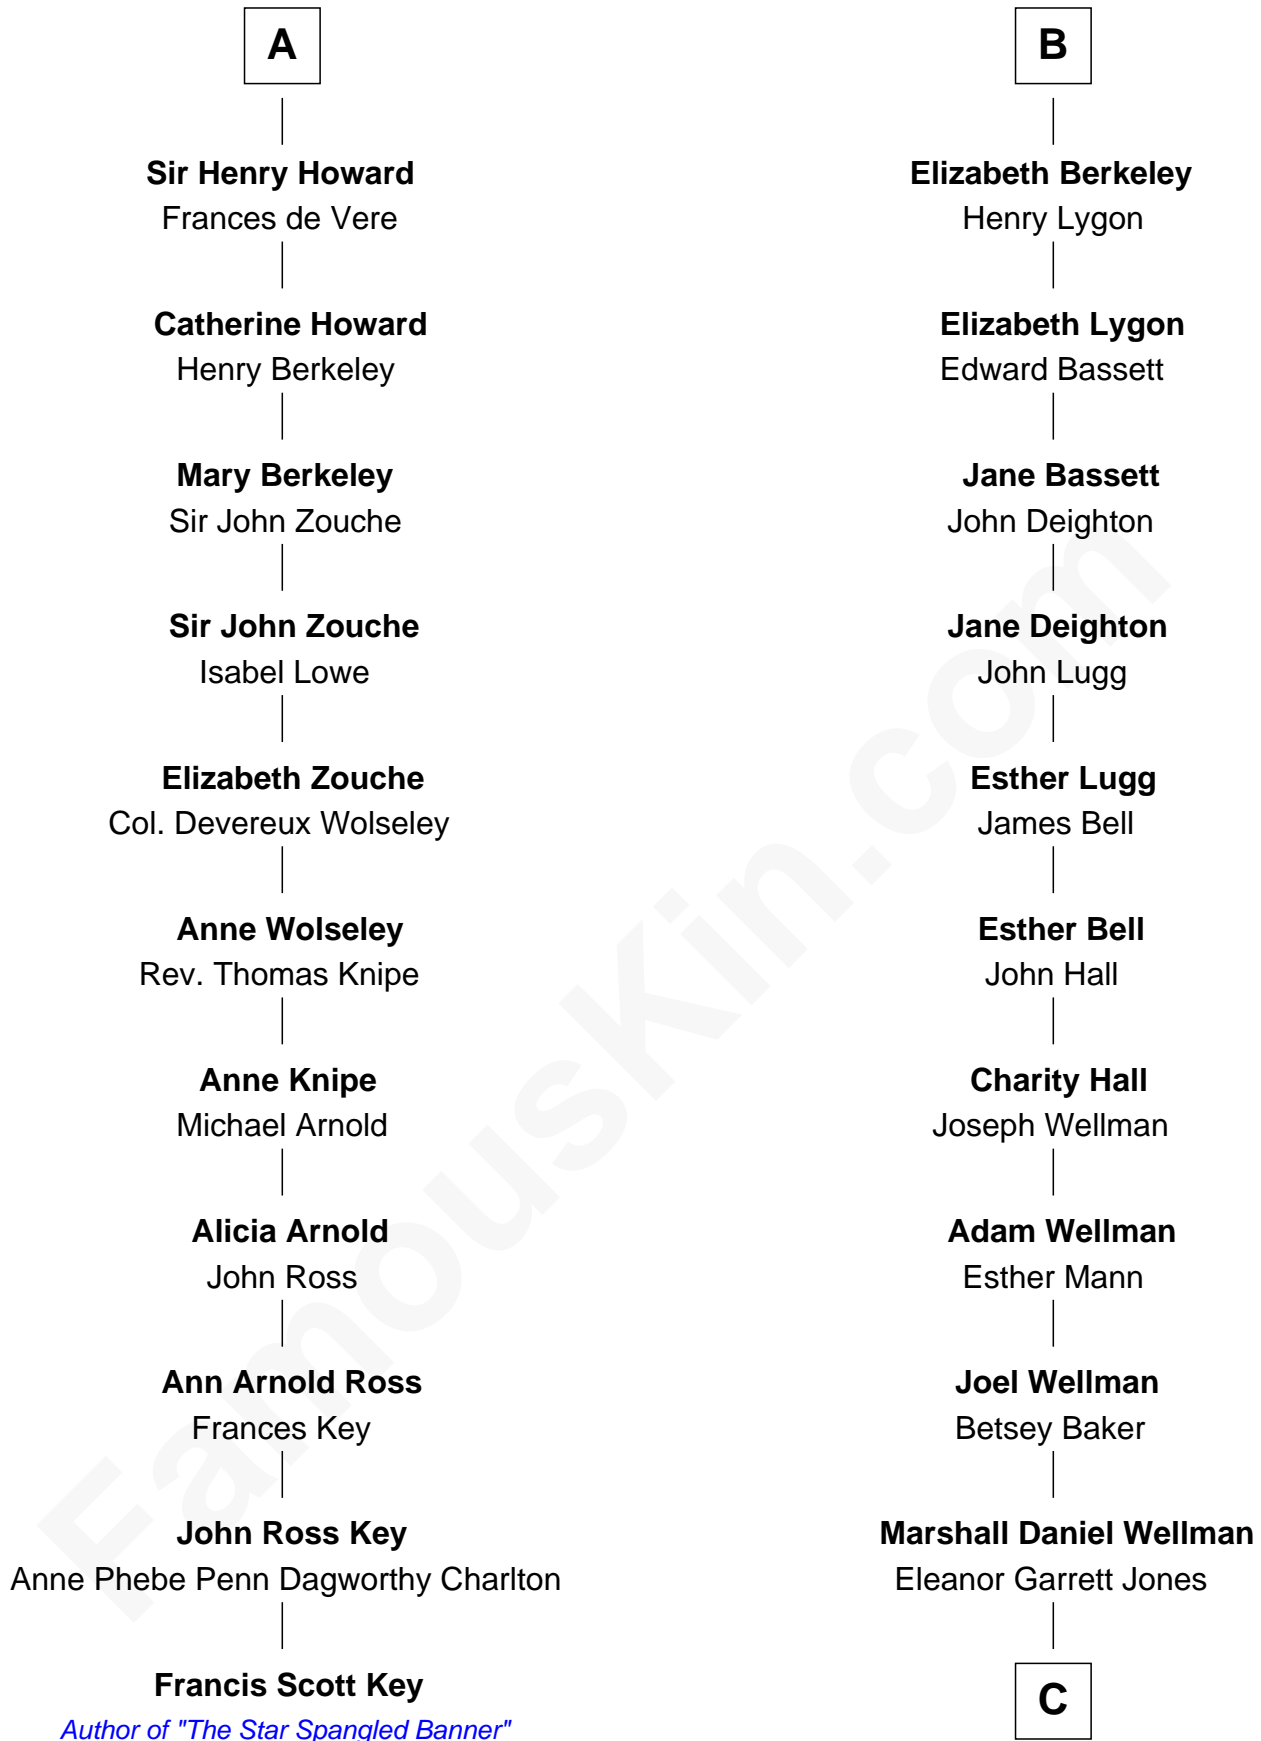 A
Sir Henry Howard
Frances de Vere
Catherine Howard
Henry Berkeley
Mary Berkeley
Sir John Zouche
Sir John Zouche
Isabel Lowe
Elizabeth Zouche
Col. Devereux Wolseley
Anne Wolseley
Rev. Thomas Knipe
Anne Knipe
Michael Arnold
Alicia Arnold
John Ross
Ann Arnold Ross
Frances Key
John Ross Key
Anne Phebe Penn Dagworthy Charlton
Francis Scott Key
Author of "The Star Spangled Banner"
B
Elizabeth Berkeley
Henry Lygon
Elizabeth Lygon
Edward Bassett
Jane Bassett
John Deighton
Jane Deighton
John Lugg
Esther Lugg
James Bell
Esther Bell
John Hall
Charity Hall
Joseph Wellman
Adam Wellman
Esther Mann
Joel Wellman
Betsey Baker
Marshall Daniel Wellman
Eleanor Garrett Jones
C
FamousKin.com